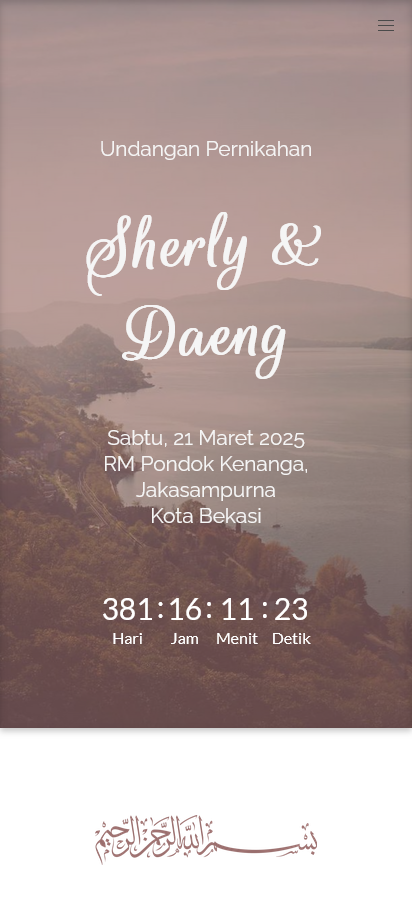 Undangan Pernikahan
Sherly &
Daeng
Sabtu, 21 Maret 2025
RM Pondok Kenanga,
Jakasampurna
Kota Bekasi
381 : 16 : 11 : 23
Hari Jam Menit Detik
بسم الله الرحمن الرحيم